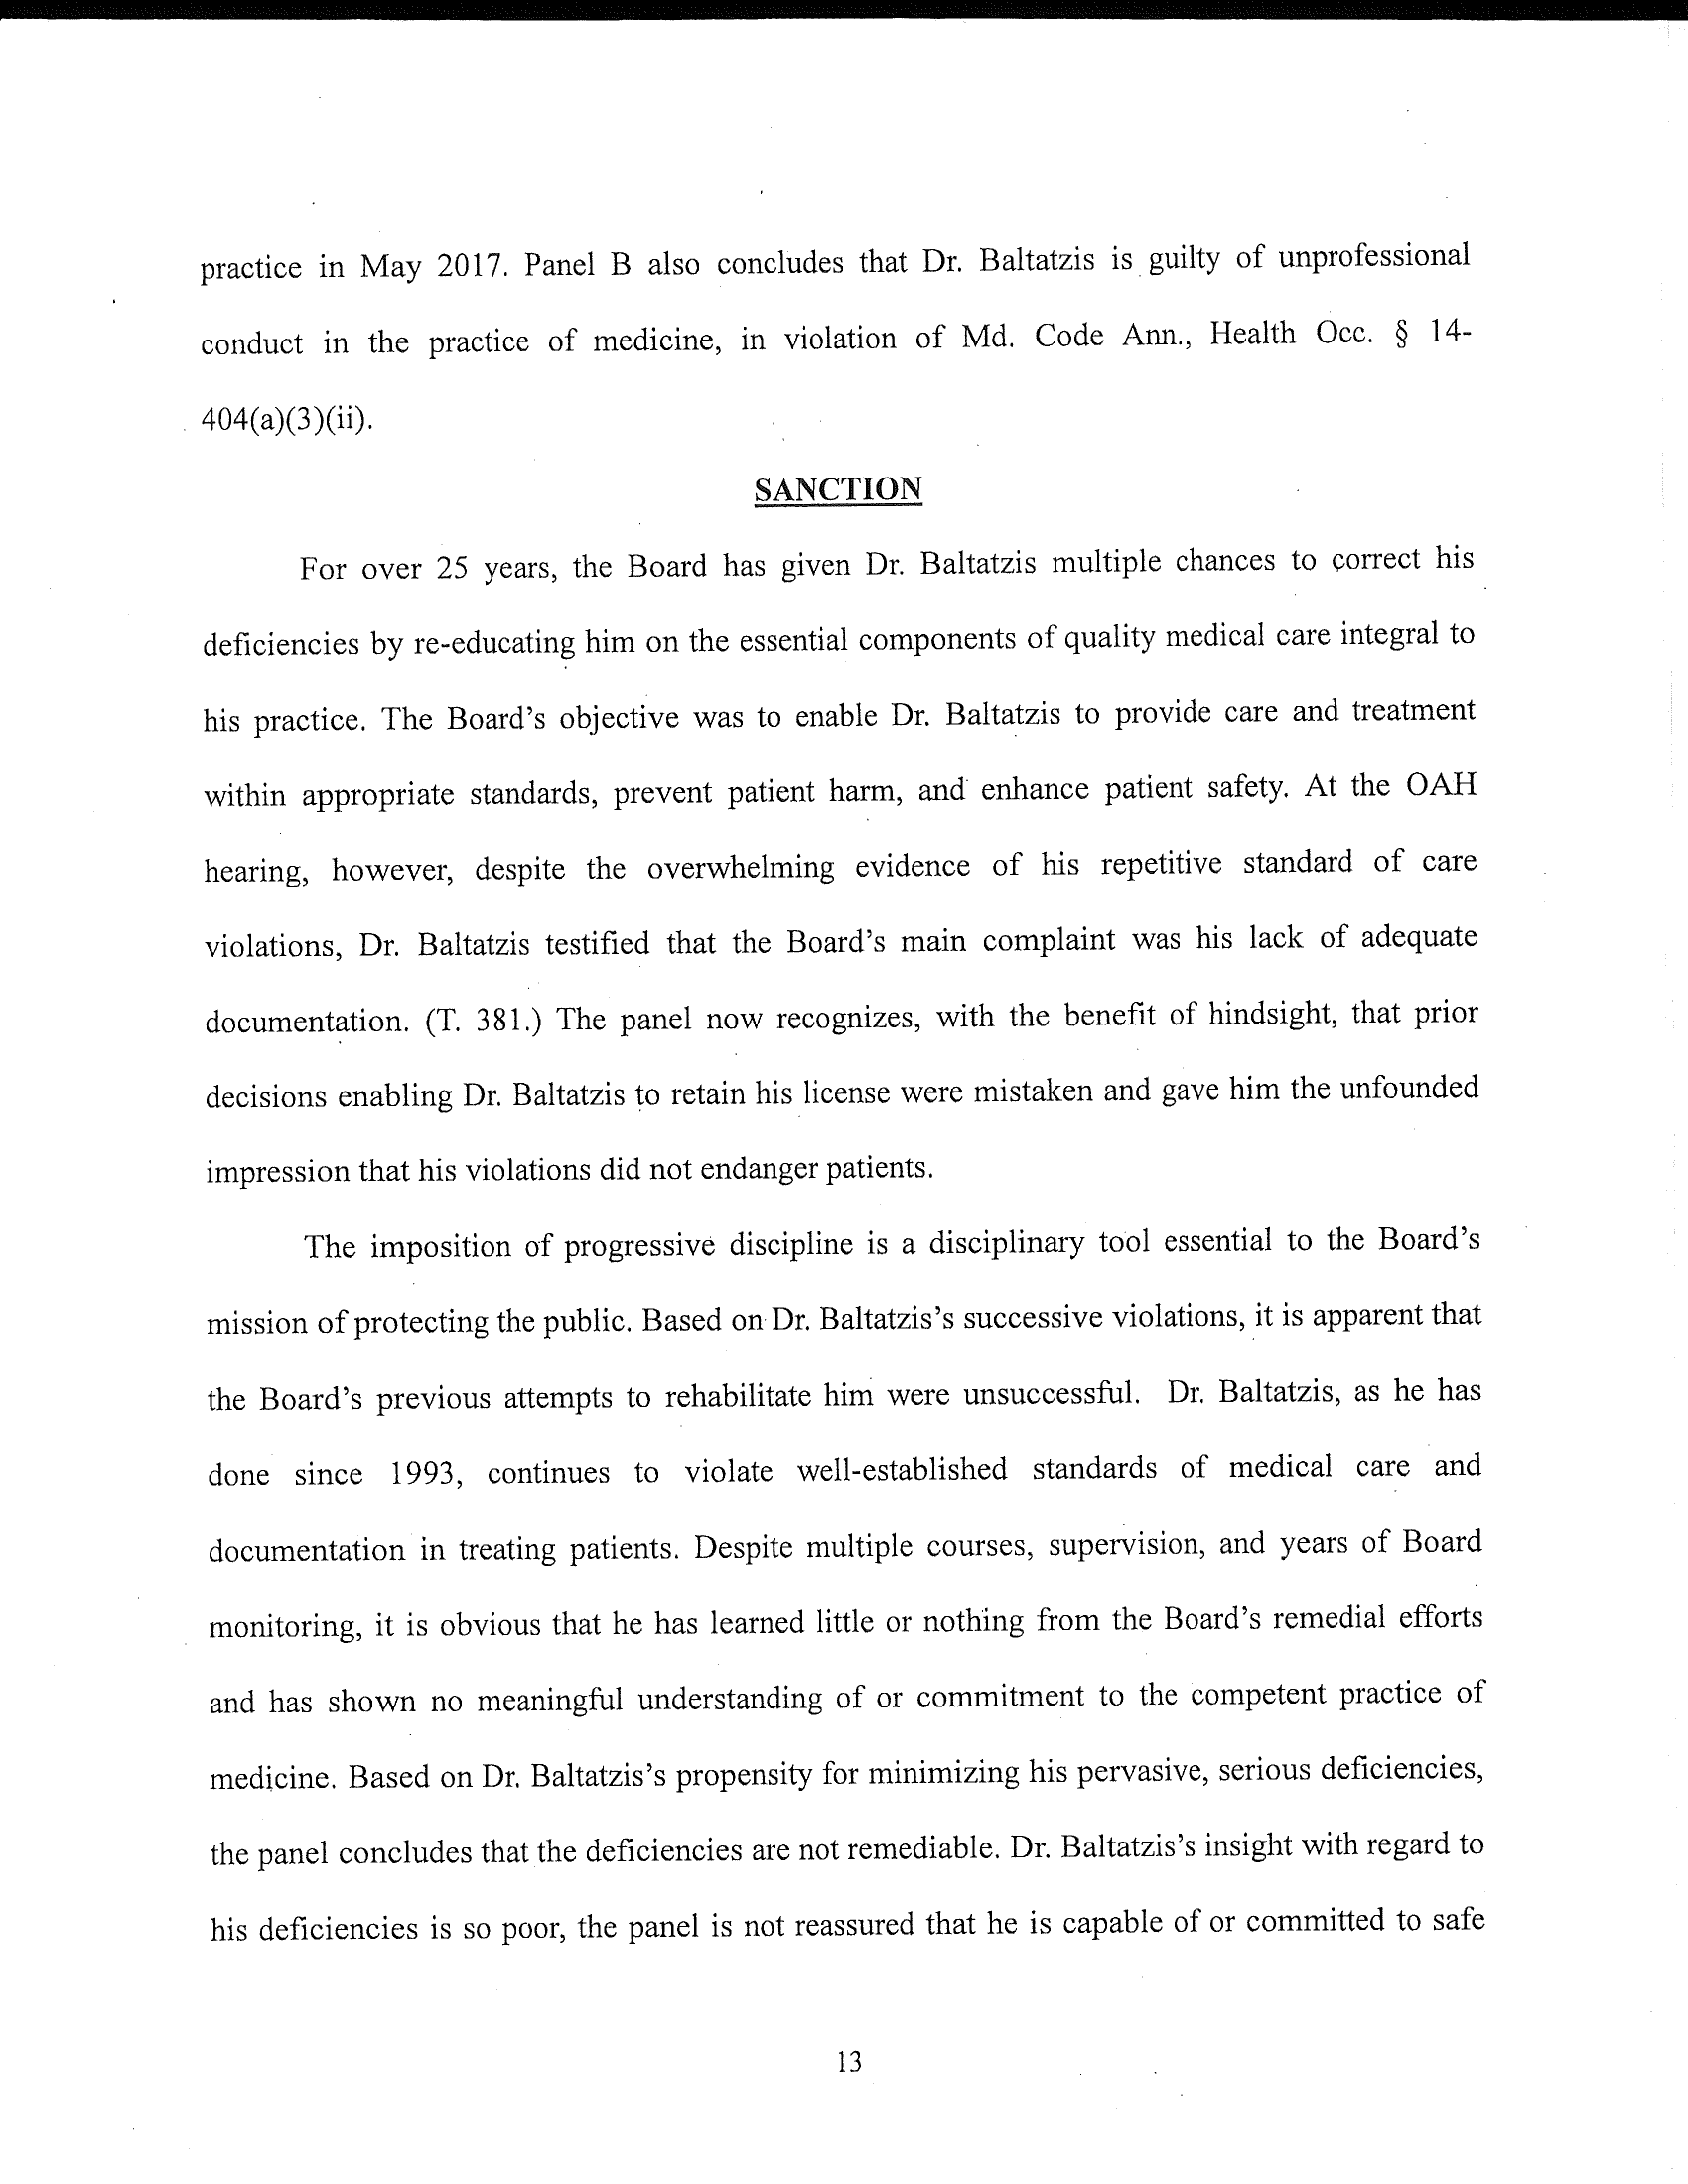 practice in May 2017. Panel B also concludes that Dr. Baltatzis is guilty of unprofessional
conduct in the practice of medicine, in violation of Md. Code Ann., Health Occ. § 14-
404(a)(3)(ii).
SANCTION
For over 25 years, the Board has given Dr. Baltatzis multiple chances to correct his
deficiencies by re-educating him on the essential components of quality medical care integral to
his practice. The Board's objective was to enable Dr. Baltatzis to provide care and treatment
within appropriate standards, prevent patient harm, and enhance patient safety. At the OAH
hearing, however, despite the overwhelming evidence of his repetitive standard of care
violations, Dr. Baltatzis testified that the Board's main complaint was his lack of adequate
documentation. (T. 381.) The panel now recognizes, with the benefit of hindsight, that prior
decisions enabling Dr. Baltatzis to retain his license were mistaken and gave him the unfounded
impression that his violations did not endanger patients.
The imposition of progressive discipline is a disciplinary tool essential to the Board's
mission of protecting the public. Based on Dr. Baltatzis's successive violations, it is apparent that
the Board's previous attempts to rehabilitate him were unsuccessful. Dr. Baltatzis, as he has
done since 1993, continues to violate well-established standards of medical care and
documentation in treating patients. Despite multiple courses, supervision, and years of Board
monitoring, it is obvious that he has learned little or nothing from the Board's remedial efforts
and has shown no meaningful understanding of or commitment to the competent practice of
medicine. Based on Dr. Baltatzis's propensity for minimizing his pervasive, serious deficiencies,
the panel concludes that the deficiencies are not remediable. Dr. Baltatzis's insight with regard to
his deficiencies is so poor, the panel is not reassured that he is capable of or committed to safe
13